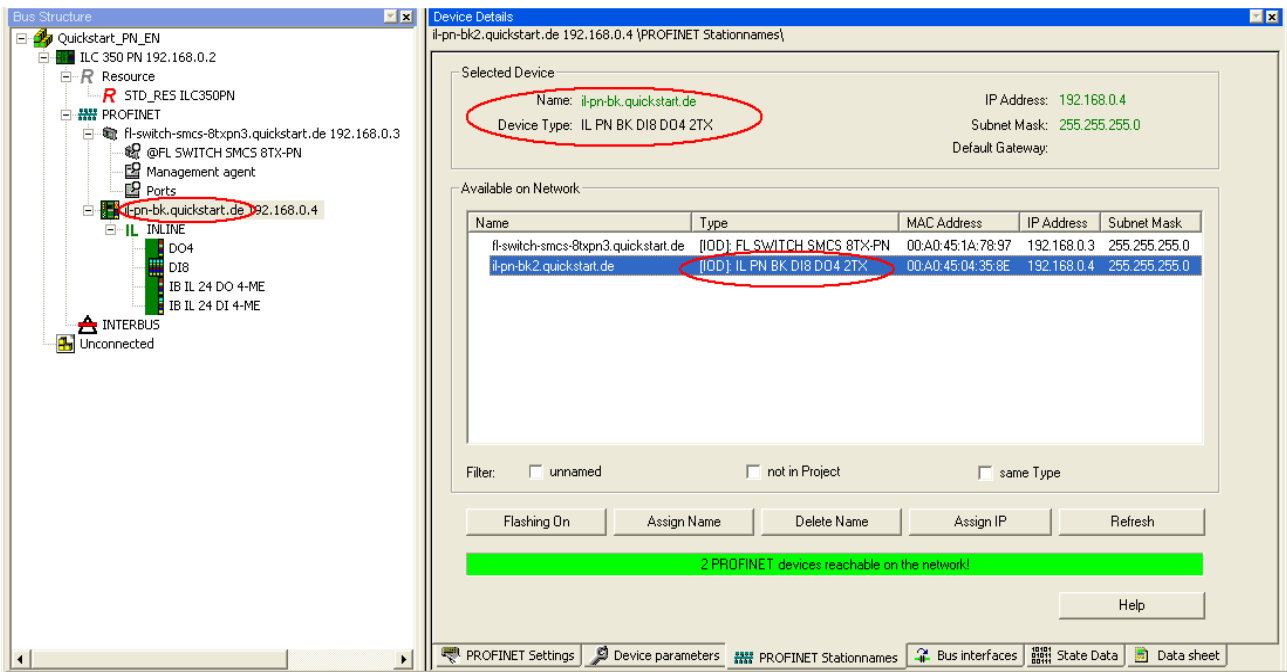 Bus Structure
Quickstart_PN_EN
ILC 350 PN 192.168.0.2
R Resource
R STD_RES ILC350PN
PROFINET
fl-switch-smcs-8txpn3.quickstart.de 192.168.0.3
@FL SWITCH SMCS 8TX-PN
Management agent
Ports
il-pn-bk.quickstart.de 192.168.0.4
IL INLINE
DO4
DI8
IB IL 24 DO 4-ME
IB IL 24 DI 4-ME
INTERBUS
Unconnected
Device Details
il-pn-bk2.quickstart.de 192.168.0.4 \PROFINET Stationnames\
Selected Device
Name: il-pn-bk.quickstart.de IP Address: 192.168.0.4
Device Type: IL PN BK DI8 DO4 2TX Subnet Mask: 255.255.255.0
Default Gateway:
Available on Network
Name Type MAC Address IP Address Subnet Mask
fl-switch-smcs-8txpn3.quickstart.de [IOD]: FL SWITCH SMCS 8TX-PN 00:A0:45:1A:78:97 192.168.0.3 255.255.255.0
il-pn-bk2.quickstart.de [IOD]: IL PN BK DI8 DO4 2TX 00:A0:45:04:35:8E 192.168.0.4 255.255.255.0
Filter: unnamed not in Project same Type
Flashing On Assign Name Delete Name Assign IP Refresh
2 PROFINET devices reachable on the network!
Help
PROFINET Settings Device parameters PROFINET Stationnames Bus interfaces State Data Data sheet